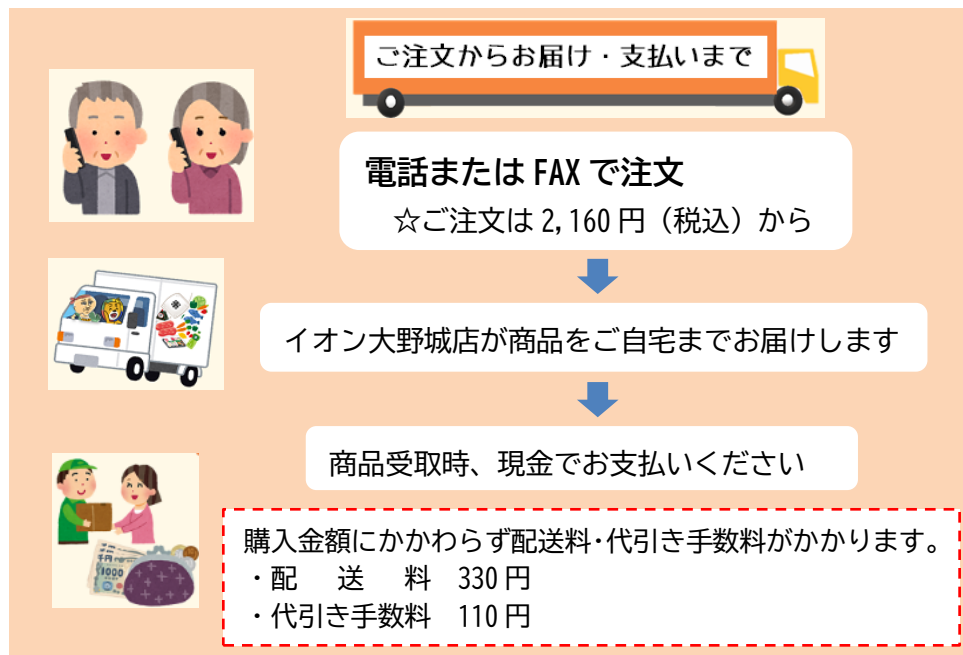 ご注文からお届け・支払いまで
電話または FAX で注文
☆ご注文は 2,160 円（税込）から
イオン大野城店が商品をご自宅までお届けします
商品受取時、現金でお支払いください
購入金額にかかわらず配送料・代引き手数料がかかります。
・配　送　料　330 円
・代引き手数料　110 円
千円
1000